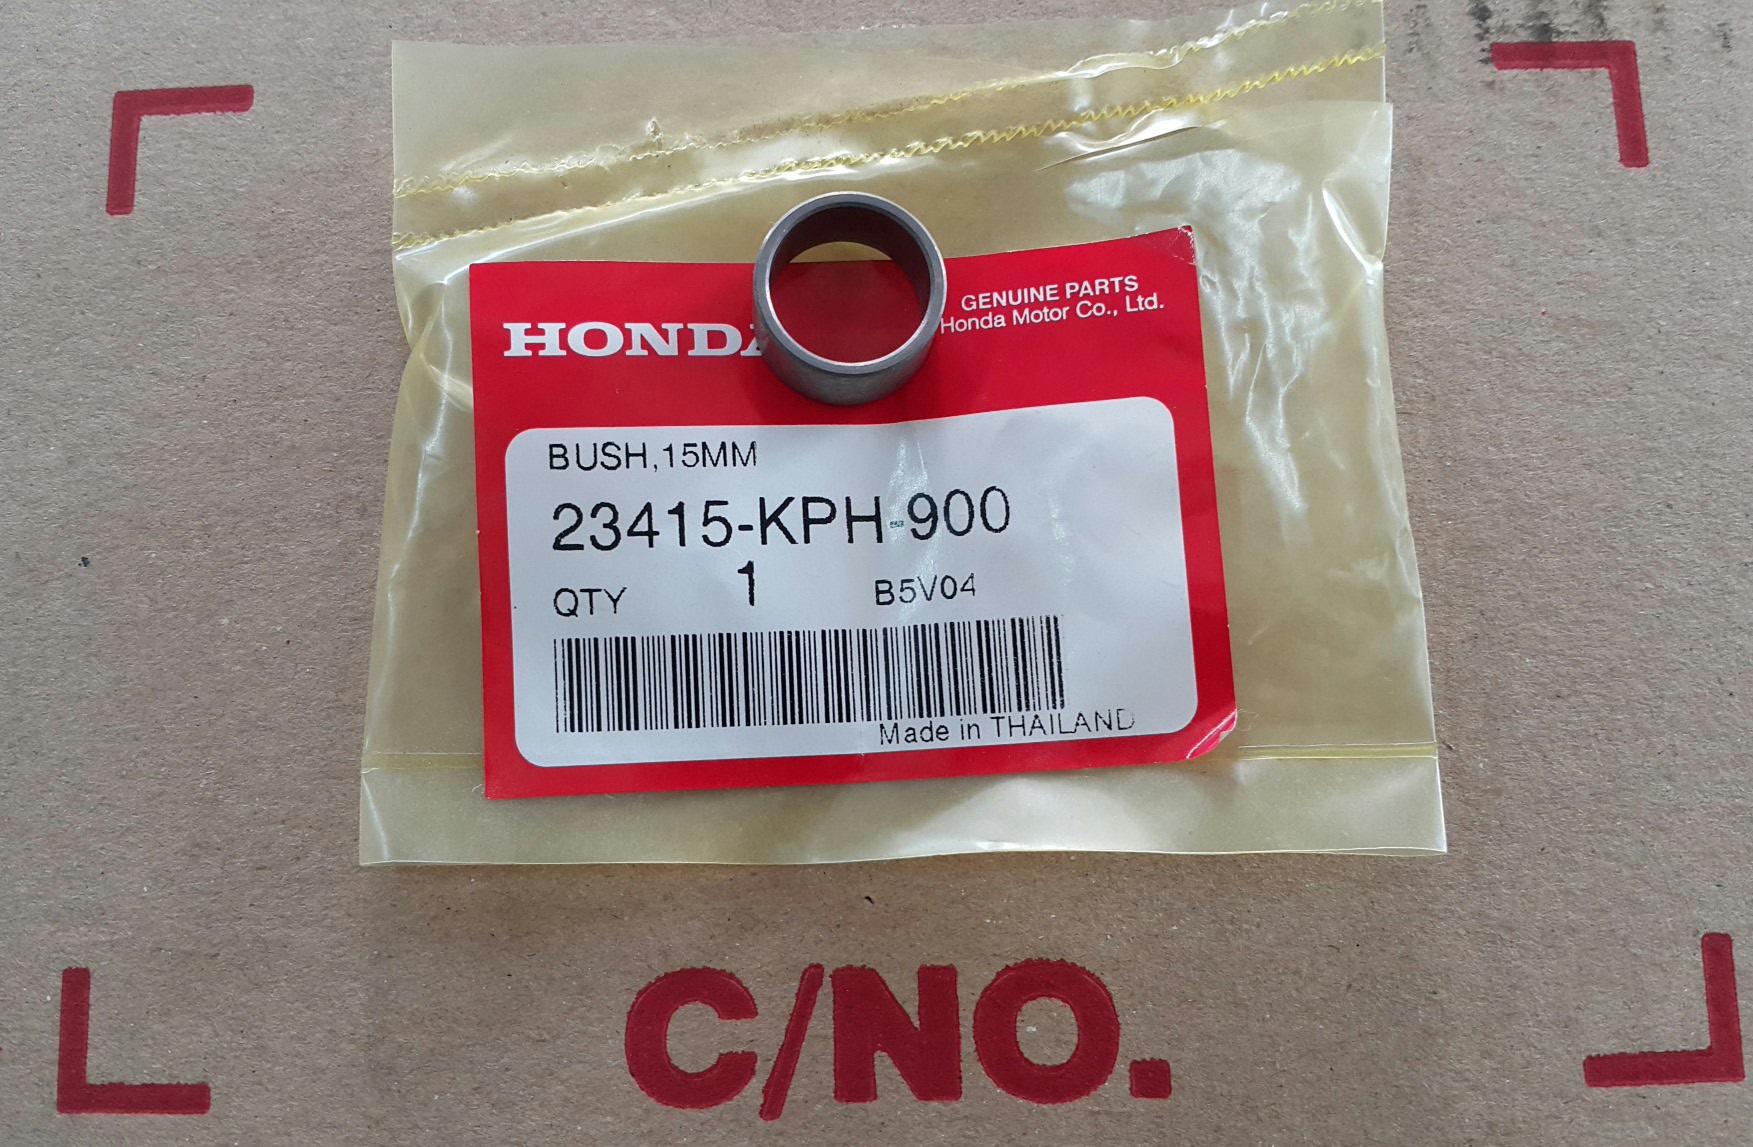 HONDA
GENUINE PARTS
Honda Motor Co., Ltd.
BUSH,15MM
23415-KPH-900
QTY 1 B5V04
Made in THAILAND
C/NO.